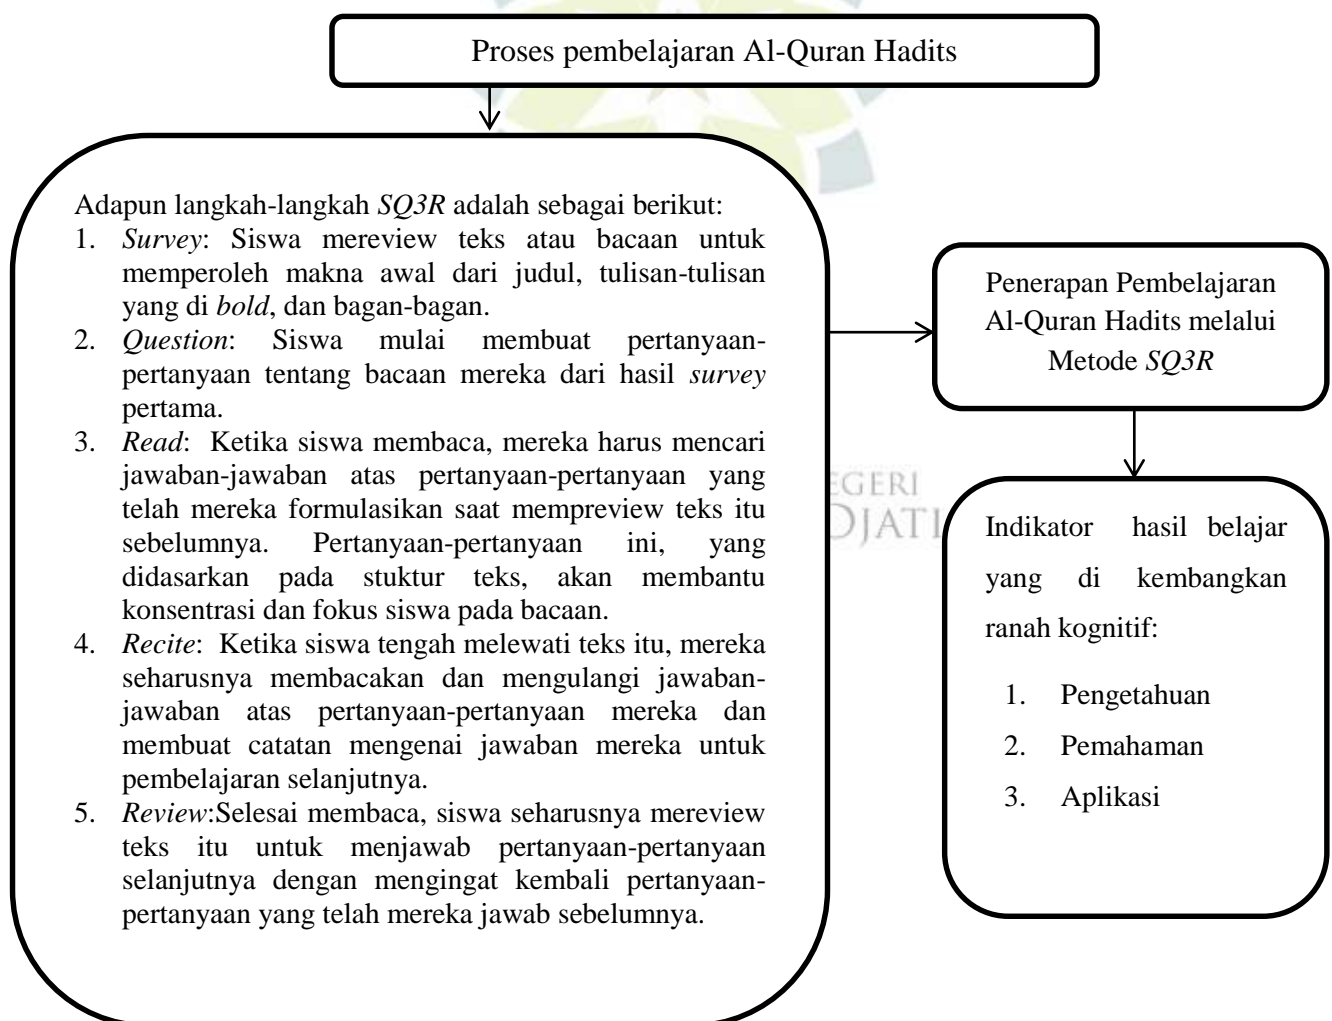 Proses pembelajaran Al-Quran Hadits
Adapun langkah-langkah SQ3R adalah sebagai berikut:
1. Survey: Siswa mereview teks atau bacaan untuk
memperoleh makna awal dari judul, tulisan-tulisan
yang di bold, dan bagan-bagan.
2. Question: Siswa mulai membuat pertanyaan-
pertanyaan tentang bacaan mereka dari hasil survey
pertama.
3. Read: Ketika siswa membaca, mereka harus mencari
jawaban-jawaban atas pertanyaan-pertanyaan yang
telah mereka formulasikan saat mempreview teks itu
sebelumnya. Pertanyaan-pertanyaan ini, yang
didasarkan pada stuktur teks, akan membantu
konsentrasi dan fokus siswa pada bacaan.
4. Recite: Ketika siswa tengah melewati teks itu, mereka
seharusnya membacakan dan mengulangi jawaban-
jawaban atas pertanyaan-pertanyaan mereka dan
membuat catatan mengenai jawaban mereka untuk
pembelajaran selanjutnya.
5. Review:Selesai membaca, siswa seharusnya mereview
teks itu untuk menjawab pertanyaan-pertanyaan
selanjutnya dengan mengingat kembali pertanyaan-
pertanyaan yang telah mereka jawab sebelumnya.
Penerapan Pembelajaran
Al-Quran Hadits melalui
Metode SQ3R
EGERI
DJATI
Indikator hasil belajar
yang di kembangkan
ranah kognitif:
1. Pengetahuan
2. Pemahaman
3. Aplikasi